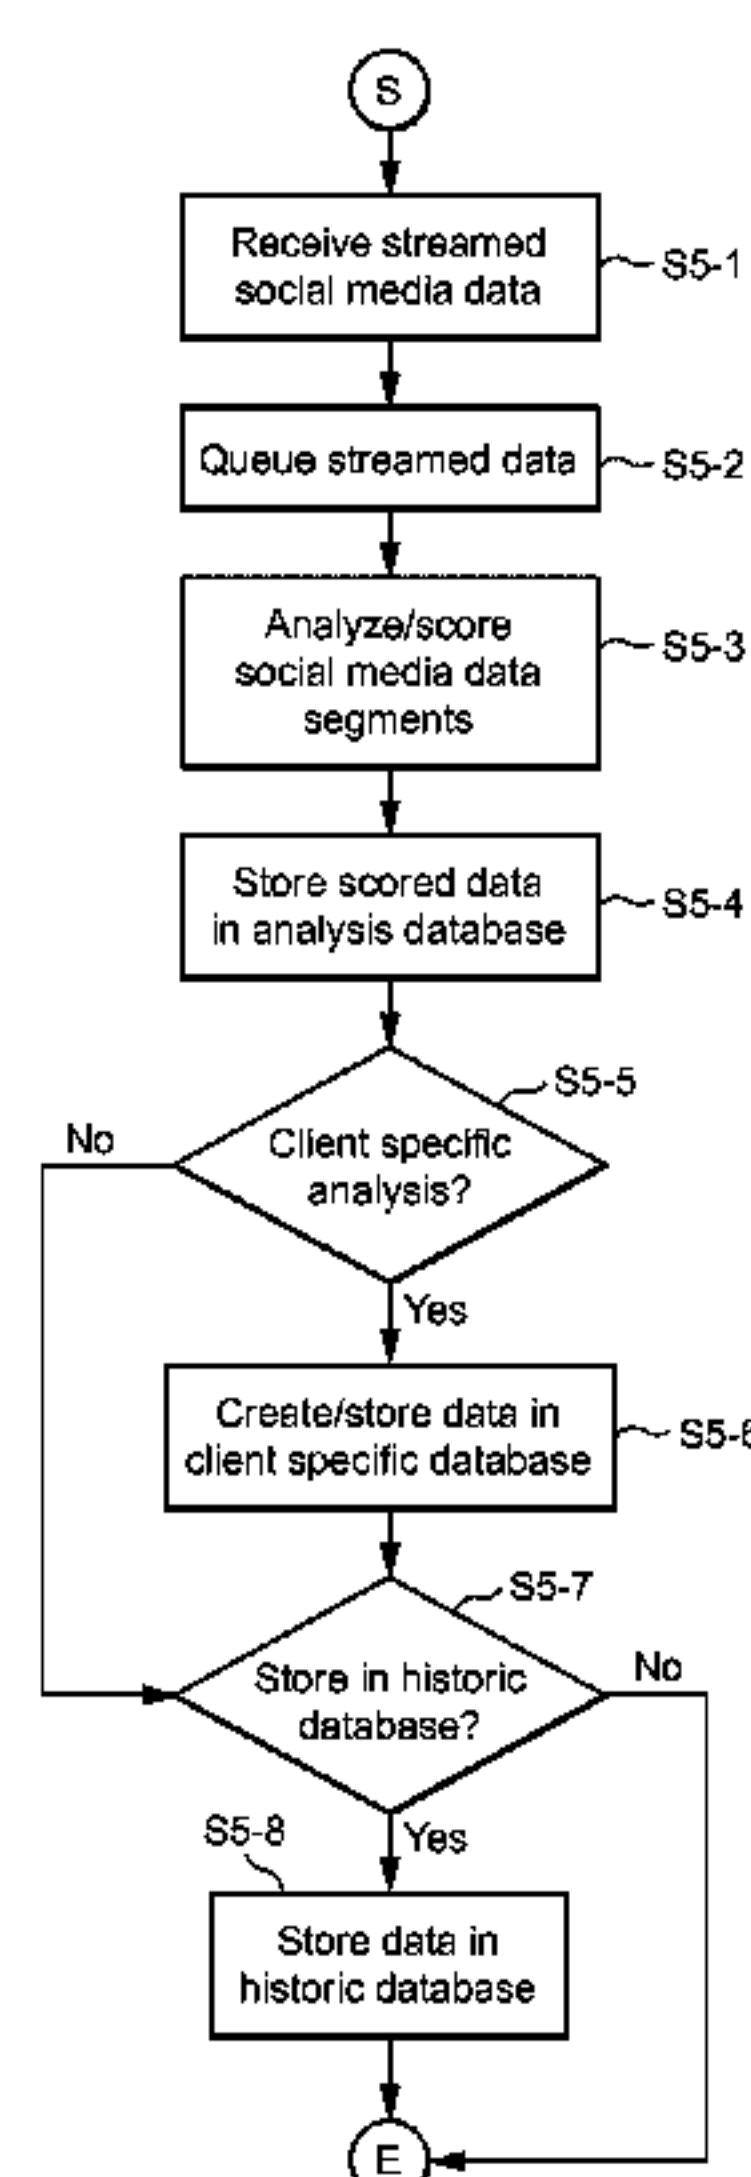 S
Receive streamed
social media data
S5-1
Queue streamed data
S5-2
Analyze/score
social media data
segments
S5-3
Store scored data
in analysis database
S5-4
S5-5
Client specific
analysis?
No
Yes
Create/store data in
client specific database
S5-6
S5-7
Store in historic
database?
No
Yes
S5-8
Store data in
historic database
E